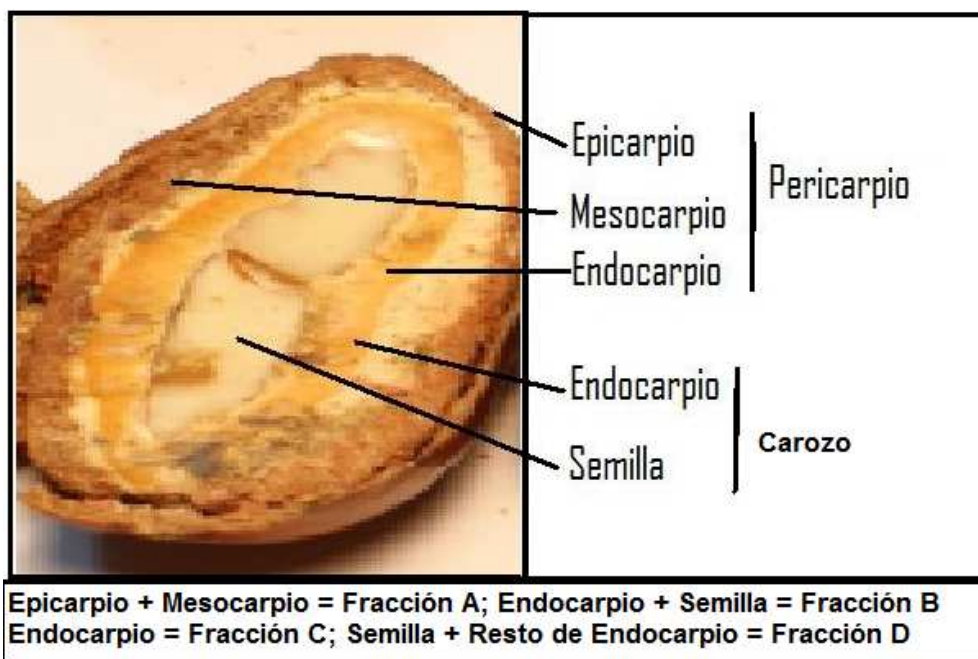 Epicarpio
Mesocarpio
Endocarpio
Pericarpio
Endocarpio
Semilla
Carozo
Epicarpio + Mesocarpio = Fracción A; Endocarpio + Semilla = Fracción B
Endocarpio = Fracción C; Semilla + Resto de Endocarpio = Fracción D